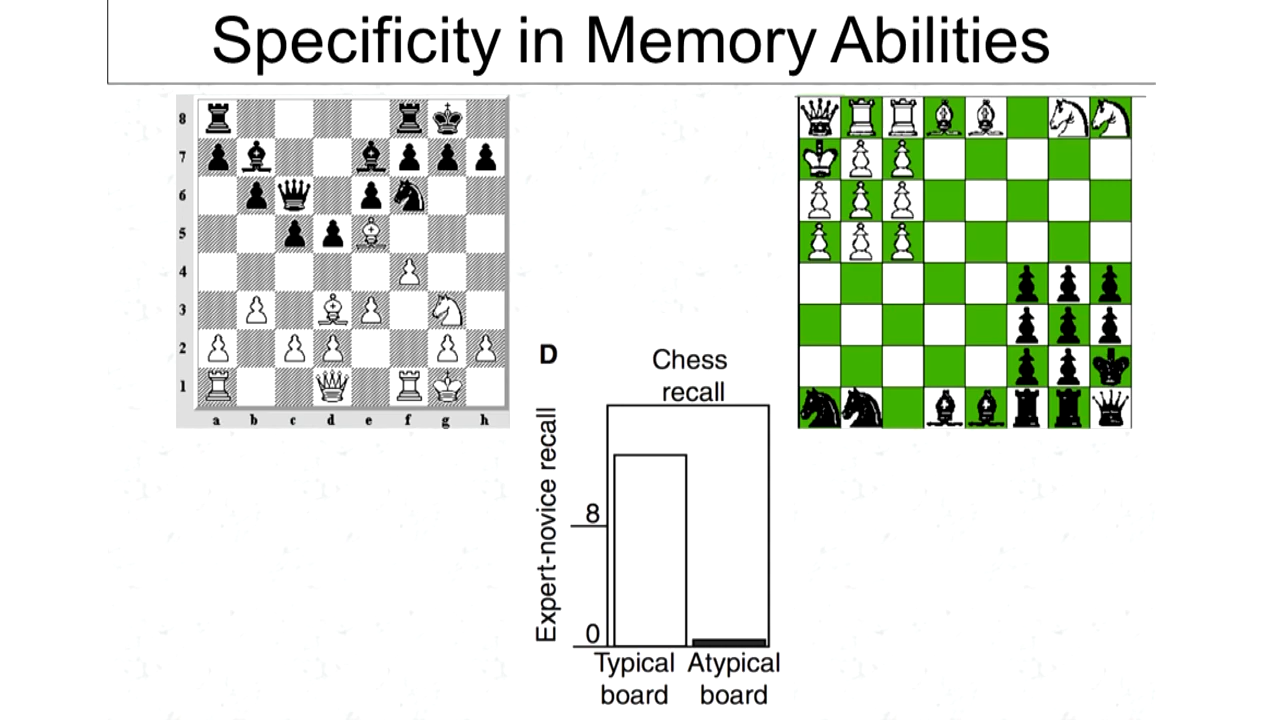 Specificity in Memory Abilities
8
7
6
5
4
3
2
1
a b c d e f g h
D
Chess
recall
Expert-novice recall
8
0
Typical Atypical
board board